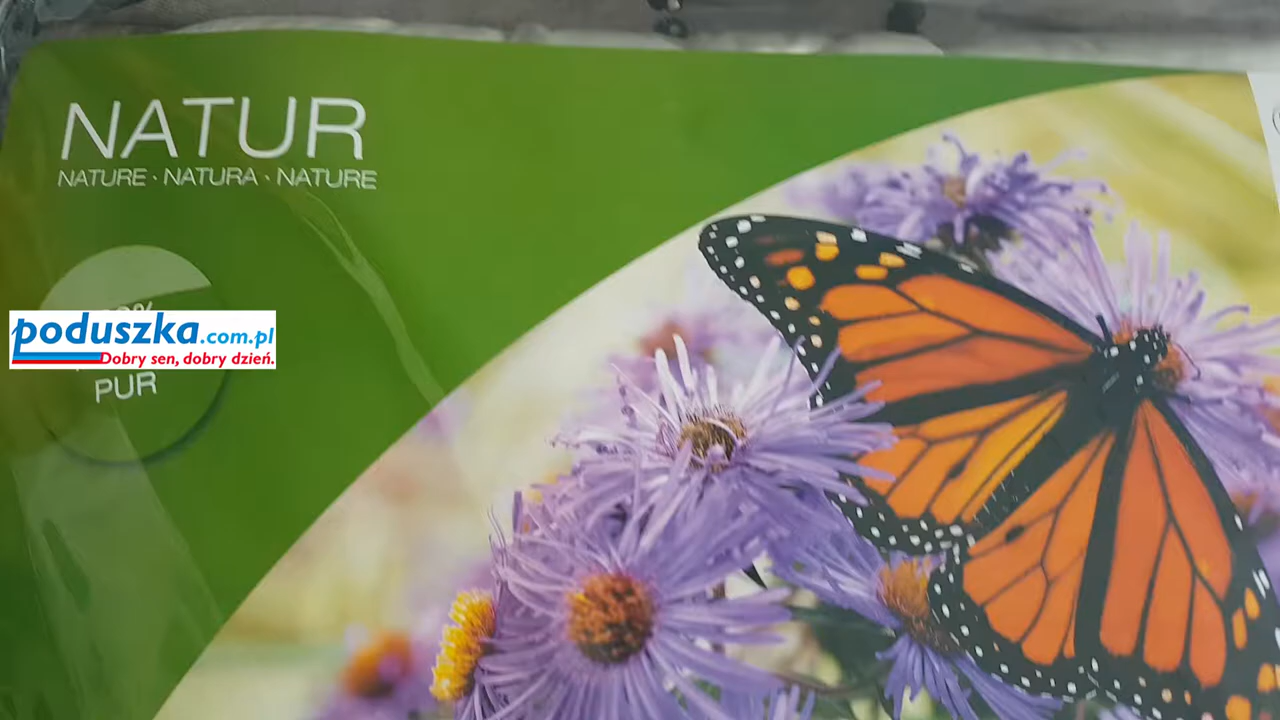 NATUR
NATURE · NATURA · NATURE
poduszka.com.pl
Dobry sen, dobry dzień.
PUR